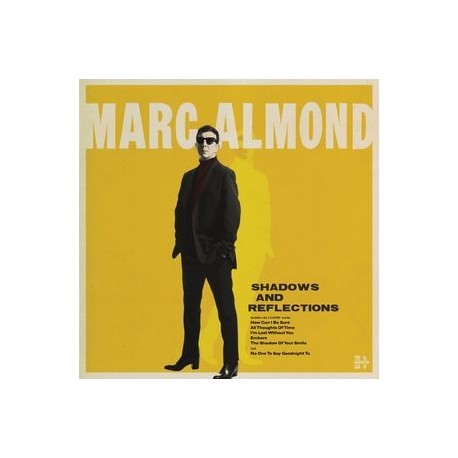 MARC ALMOND
SHADOWS
AND
REFLECTIONS
How Can I Be Sure
All Thoughts Of Time
I'm Lost Without You
Embers
The Shadow Of Your Smile
and
No One To Say Goodnight To